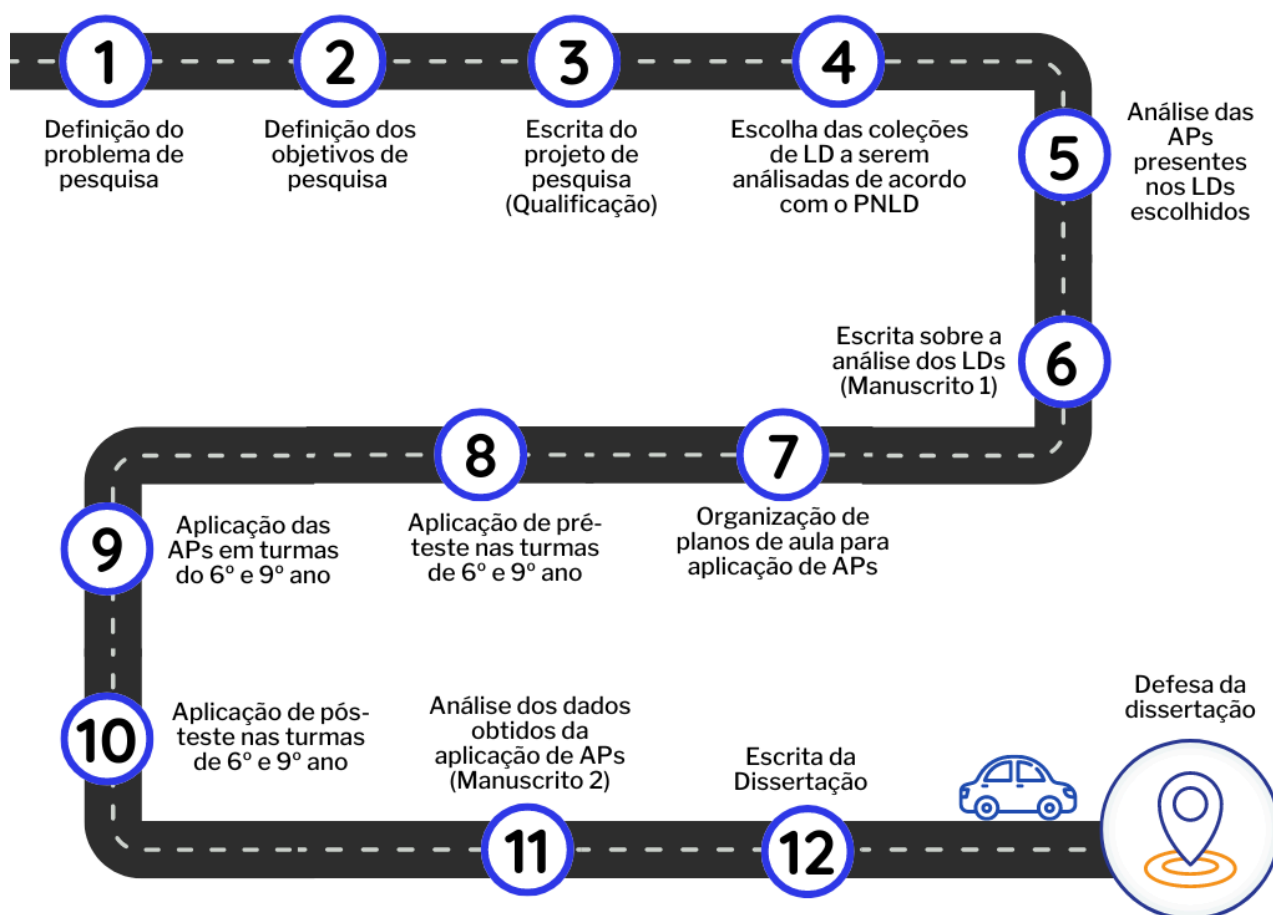 1
Definição do
problema de
pesquisa
2
Definição dos
objetivos de
pesquisa
3
Escrita do
projeto de
pesquisa
(Qualificação)
4
Escolha das coleções
de LD a serem
análisadas de acordo
com o PNLD
5
Análise das
APs
presentes
nos LDs
escolhidos
6
Escrita sobre a
análise dos LDs
(Manuscrito 1)
7
Organização de
planos de aula para
aplicação de APs
8
Aplicação de pré-
teste nas turmas
de 6º e 9º ano
9
Aplicação das
APs em turmas
do 6º e 9º ano
10
Aplicação de pós-
teste nas turmas
de 6º e 9º ano
11
Análise dos dados
obtidos da
aplicação de APs
(Manuscrito 2)
12
Escrita da
Dissertação
Defesa da
dissertação